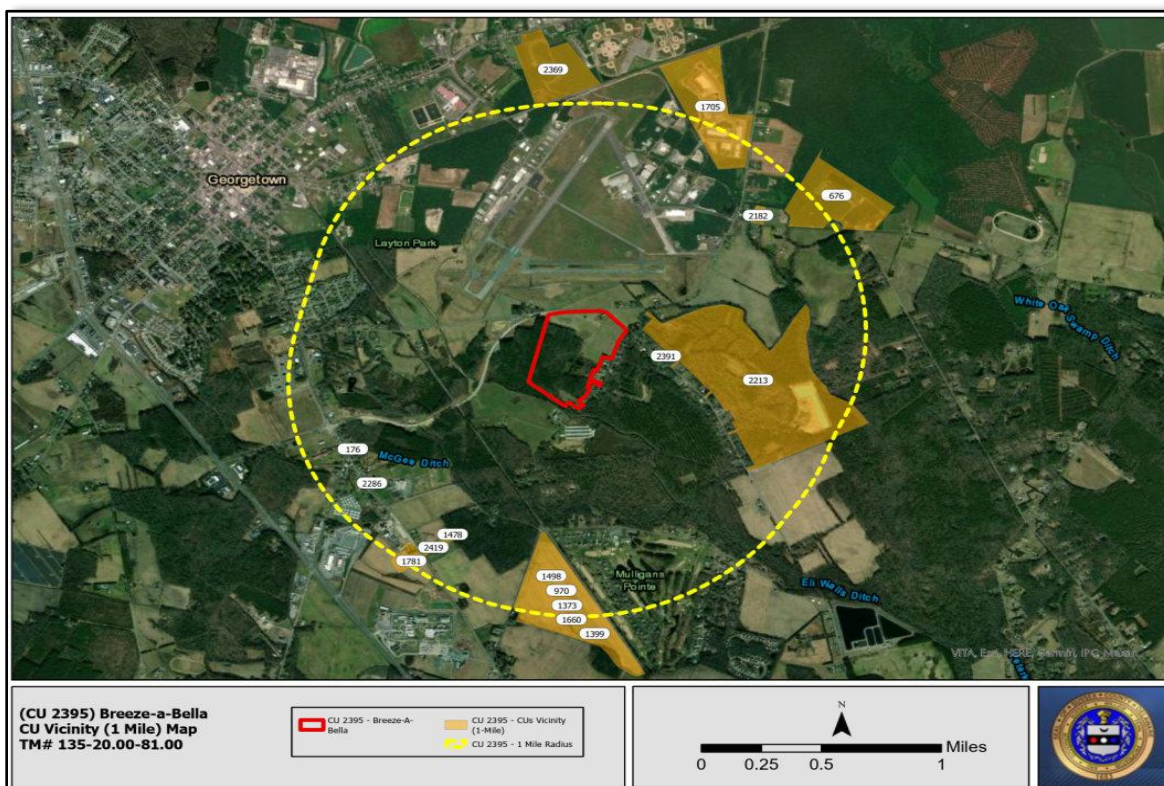 2369
1705
Georgetown
676
2182
Layton Park
White Oak Swamp Ditch
2391
2213
176
McGee Ditch
2286
1478
2419
1781
1498
Mulligans Pointe
970
1373
Eli Walls Ditch
1660
1399
(CU 2395) Breeze-a-Bella
CU Vicinity (1 Mile) Map
TM# 135-20.00-81.00
CU 2395 - Breeze-A-
Bella
CU 2395 - CUs Vicinity
(1-Mile)
CU 2395 - 1 Mile Radius
N
Miles
0 0.25 0.5 1
1683